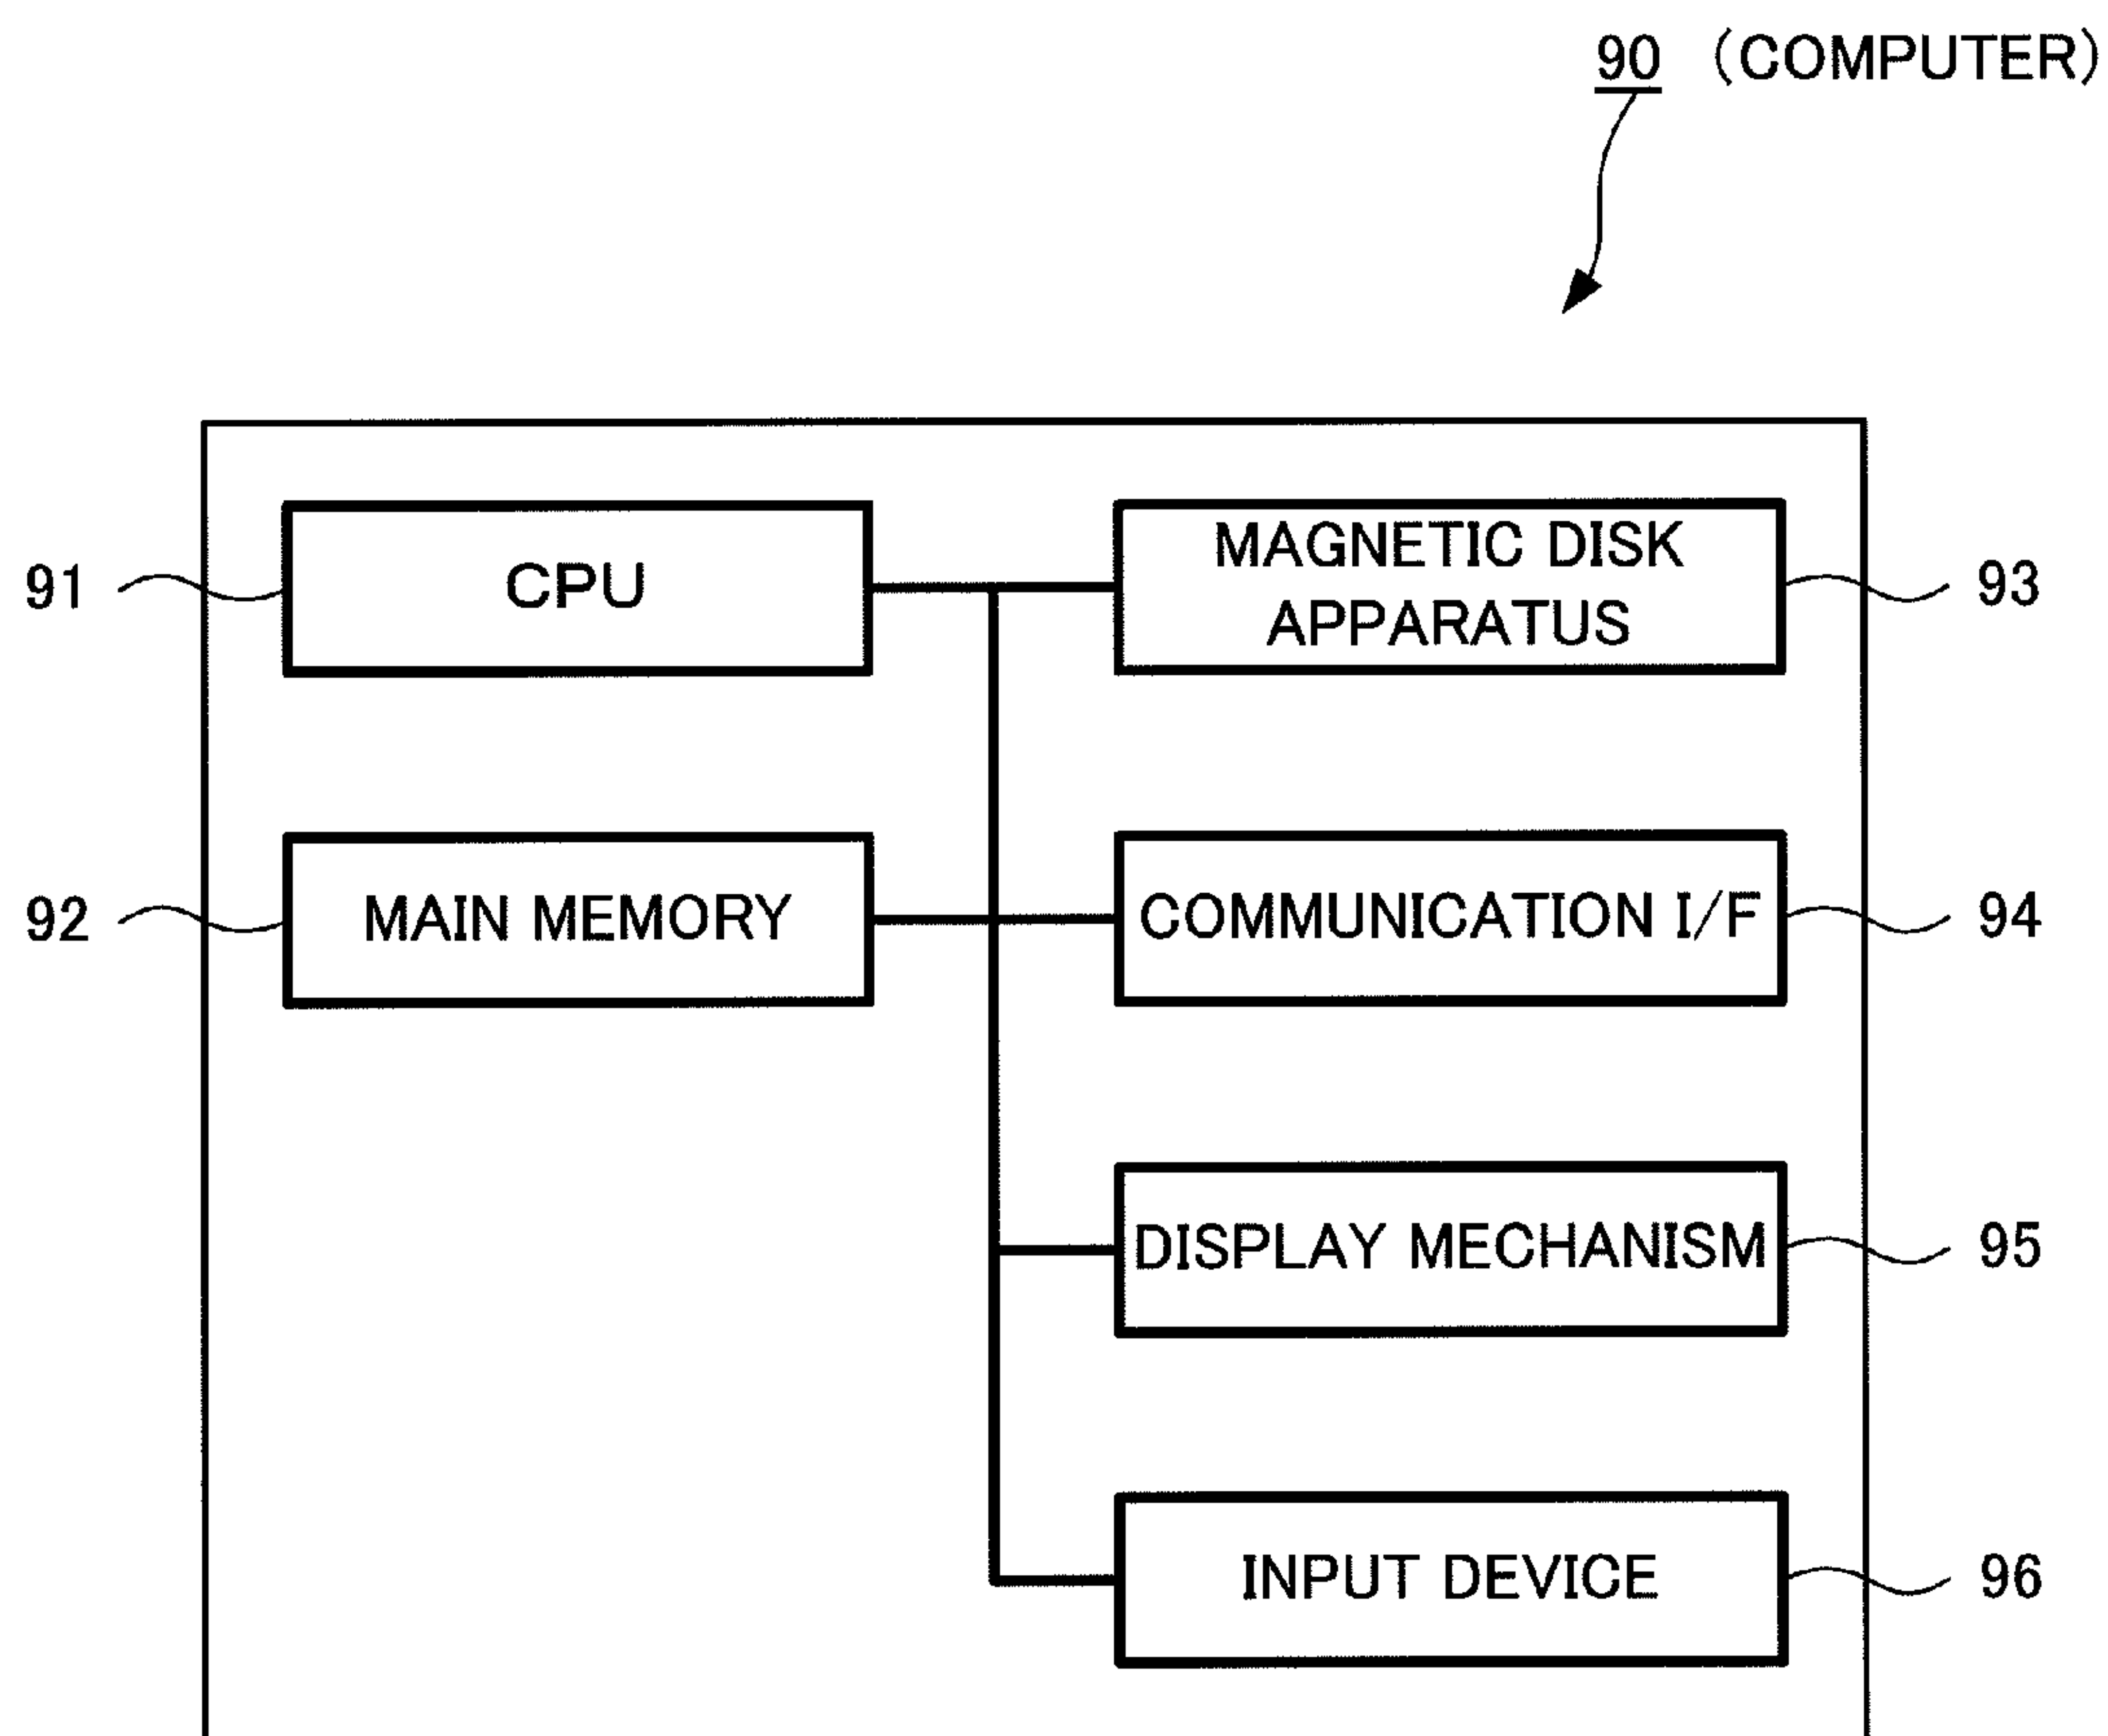 90 (COMPUTER)
91
CPU
MAGNETIC DISK
APPARATUS
93
92
MAIN MEMORY
COMMUNICATION I/F
94
DISPLAY MECHANISM
95
INPUT DEVICE
96